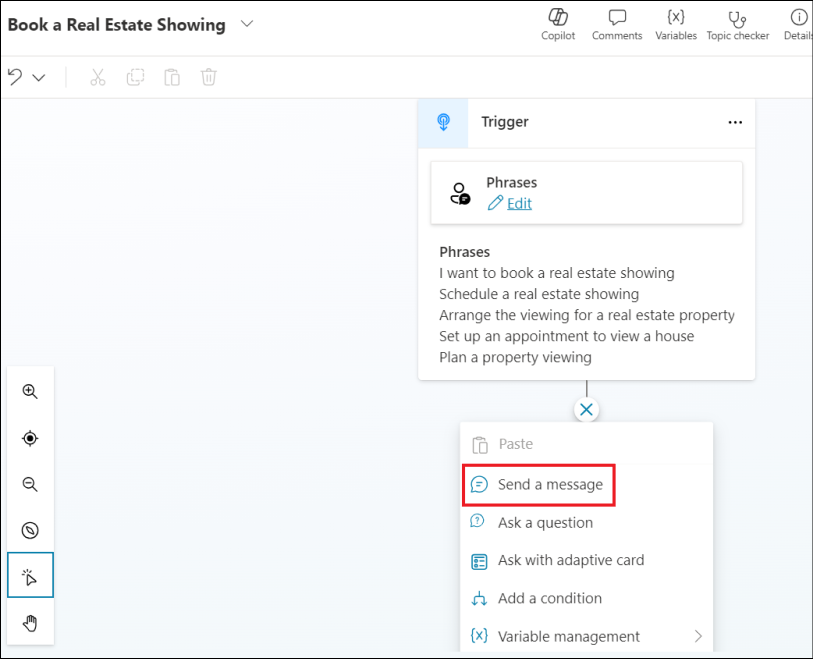 Book a Real Estate Showing
Copilot
Comments
{x}
Variables
Topic checker
Details
Trigger
Phrases
Edit
Phrases
I want to book a real estate showing
Schedule a real estate showing
Arrange the viewing for a real estate property
Set up an appointment to view a house
Plan a property viewing
Paste
Send a message
Ask a question
Ask with adaptive card
Add a condition
{x} Variable management